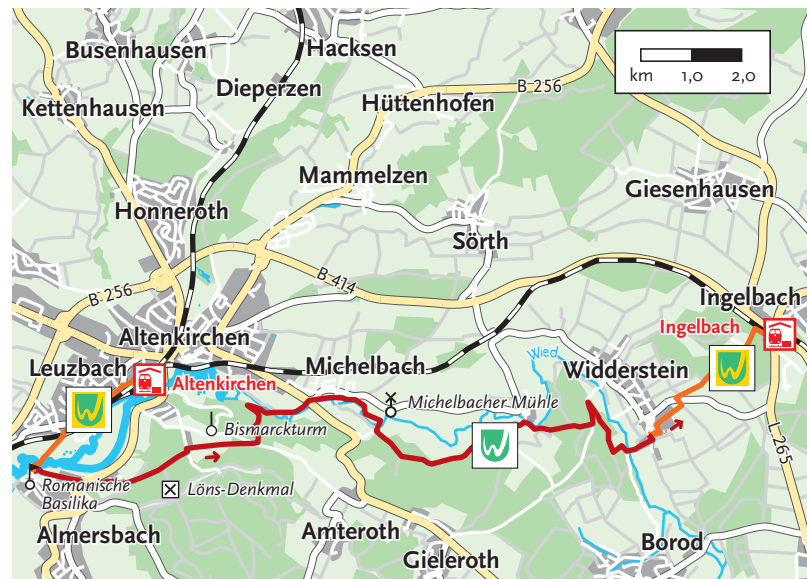 Busenhausen
Hacksen
Dieperzen
km 1,0 2,0
B 256
Kettenhausen
Hüttenhofen
Mammelzen
Giesenhausen
Honneroth
Sörth
B 414
B 256
Ingelbach
Altenkirchen
Ingelbach
Leuzbach
Michelbach
Wied
Widderstein
Altenkirchen
Michelbacher Mühle
Bismarckturm
L 265
Romanische
Basilika
Löns-Denkmal
Almersbach
Amteroth
Gieleroth
Borod